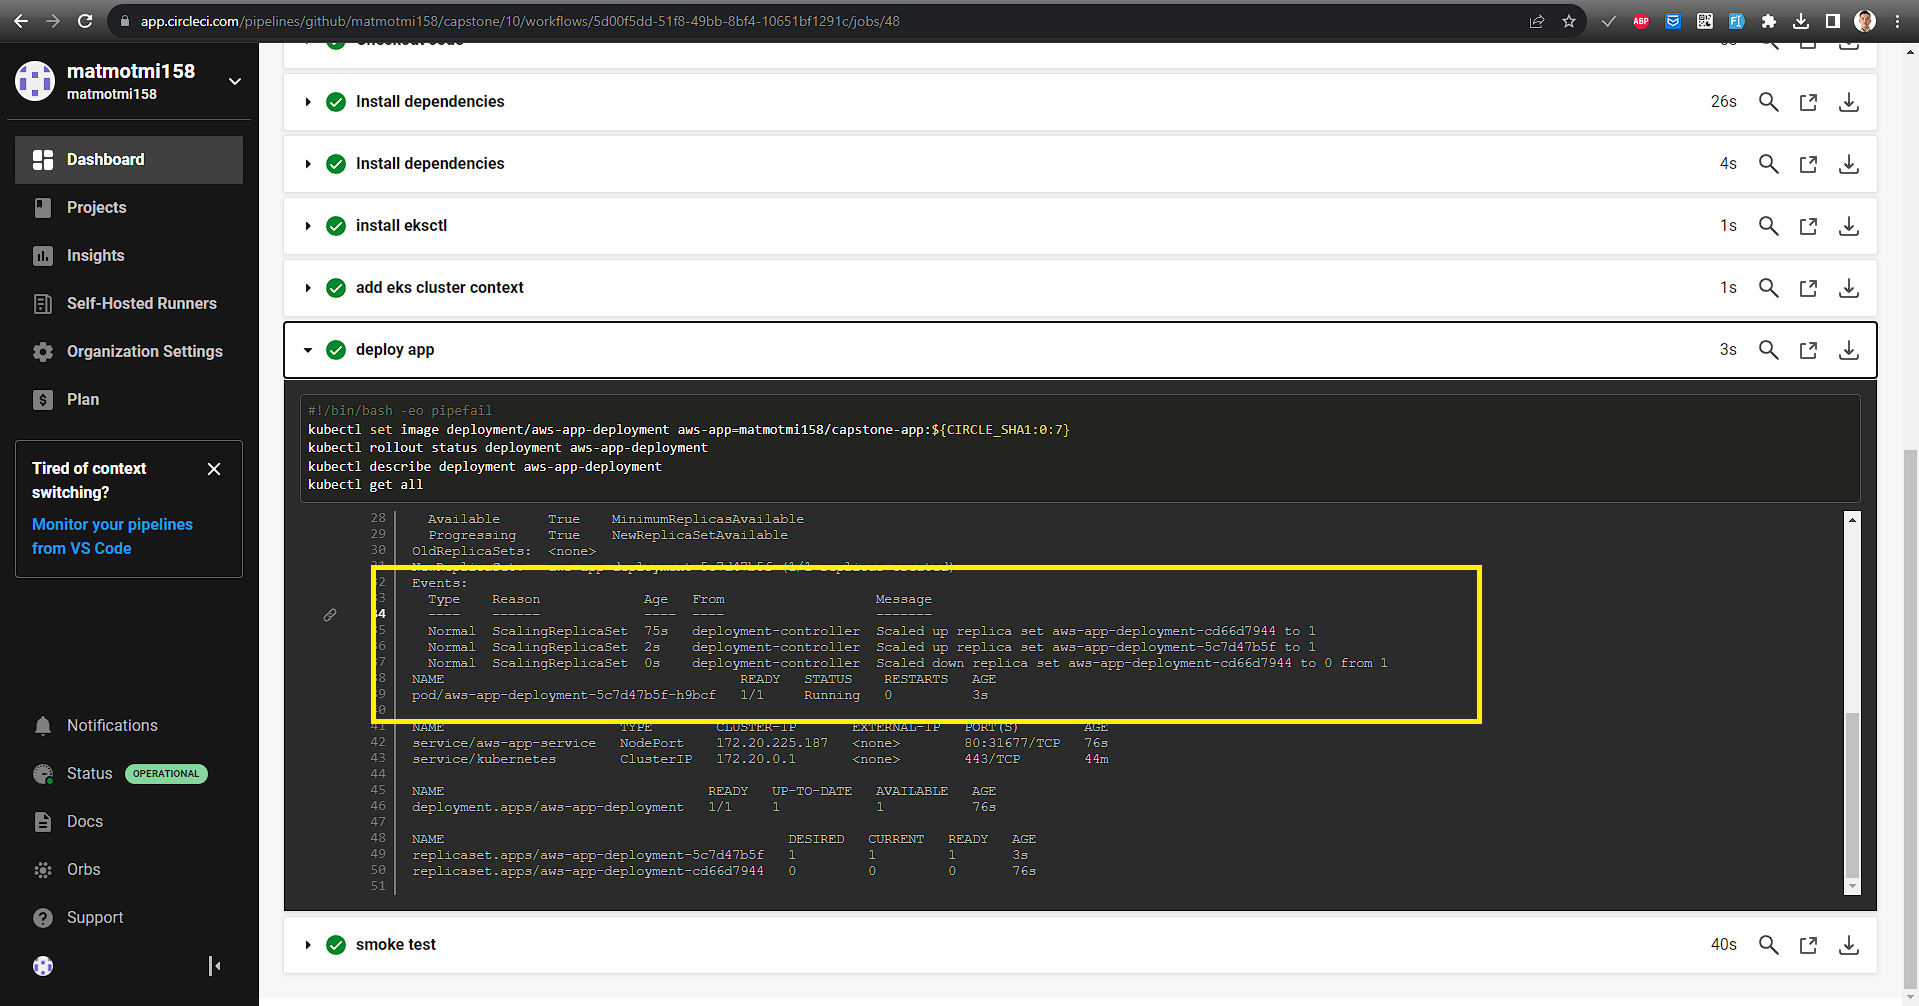 app.circleci.com/pipelines/github/matmotmi158/capstone/10/workflows/5d00f5dd-51f8-49bb-8bf4-10651bf1291c/jobs/48
ABP
matmotmi158
matmotmi158
Dashboard
Projects
Insights
Self-Hosted Runners
Organization Settings
Plan
Tired of context
switching?
Monitor your pipelines
from VS Code
Notifications
Status OPERATIONAL
Docs
Orbs
Support
Checkout code
Install dependencies 26s
Install dependencies 4s
install eksctl 1s
add eks cluster context 1s
deploy app 3s
#!/bin/bash -eo pipefail
kubectl set image deployment/aws-app-deployment aws-app=matmotmi158/capstone-app:${CIRCLE_SHA1:0:7}
kubectl rollout status deployment aws-app-deployment
kubectl describe deployment aws-app-deployment
kubectl get all
28 Available True MinimumReplicasAvailable
29 Progressing True NewReplicaSetAvailable
30 OldReplicaSets: <none>
31 NewReplicaSet: aws-app-deployment-5c7d47b5f (1/1 replicas created)
32 Events:
33 Type Reason Age From Message
34 ---- ------ ---- ---- -------
35 Normal ScalingReplicaSet 75s deployment-controller Scaled up replica set aws-app-deployment-cd66d7944 to 1
36 Normal ScalingReplicaSet 2s deployment-controller Scaled up replica set aws-app-deployment-5c7d47b5f to 1
37 Normal ScalingReplicaSet 0s deployment-controller Scaled down replica set aws-app-deployment-cd66d7944 to 0 from 1
38 NAME READY STATUS RESTARTS AGE
39 pod/aws-app-deployment-5c7d47b5f-h9bcf 1/1 Running 0 3s
40
41 NAME TYPE CLUSTER-IP EXTERNAL-IP PORT(S) AGE
42 service/aws-app-service NodePort 172.20.225.187 <none> 80:31677/TCP 76s
43 service/kubernetes ClusterIP 172.20.0.1 <none> 443/TCP 44m
44
45 NAME READY UP-TO-DATE AVAILABLE AGE
46 deployment.apps/aws-app-deployment 1/1 1 1 76s
47
48 NAME DESIRED CURRENT READY AGE
49 replicaset.apps/aws-app-deployment-5c7d47b5f 1 1 1 3s
50 replicaset.apps/aws-app-deployment-cd66d7944 0 0 0 76s
51
smoke test 40s